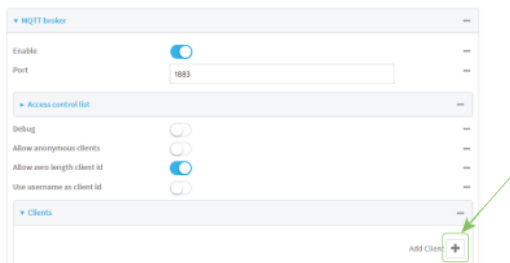 MQTT broker
Enable
Port
1883
Access control list
Debug
Allow anonymous clients
Allow zero length client id
Use username as client id
Clients
Add Client